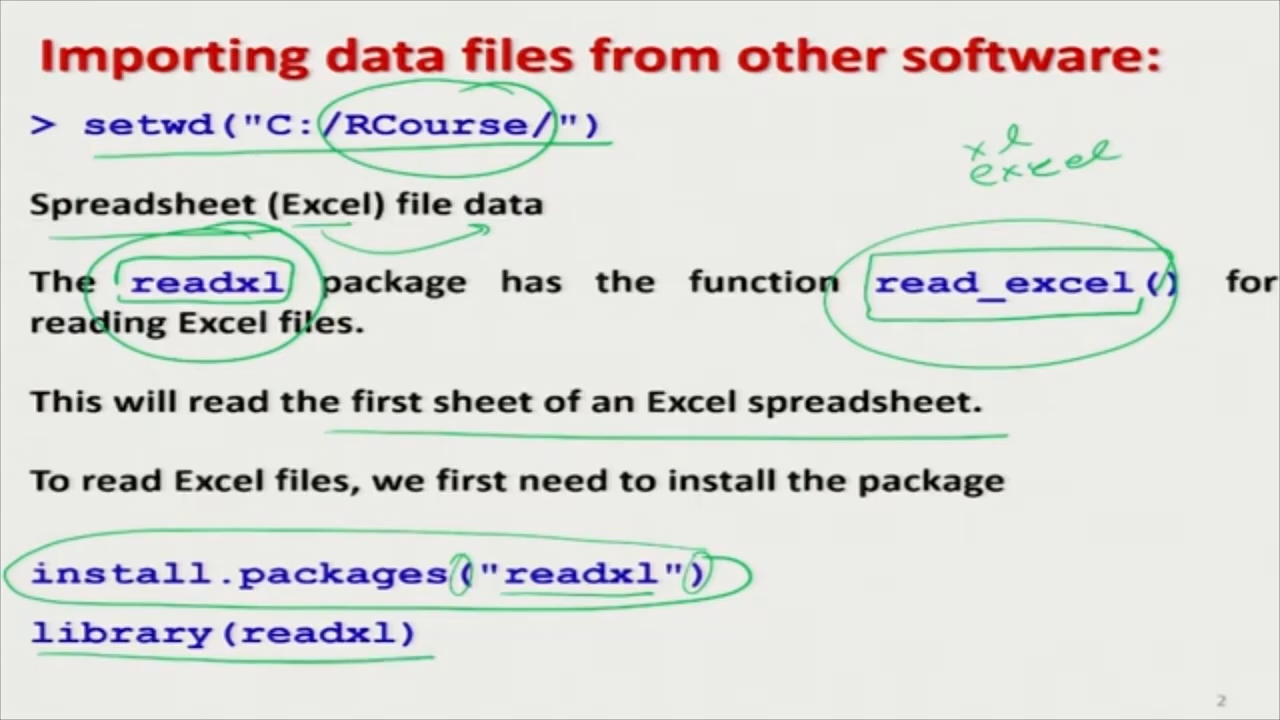 Importing data files from other software:
> setwd("C:/RCourse/")
xl
excel
Spreadsheet (Excel) file data
The readxl package has the function read_excel() for
reading Excel files.
This will read the first sheet of an Excel spreadsheet.
To read Excel files, we first need to install the package
install.packages("readxl")
library(readxl)
2